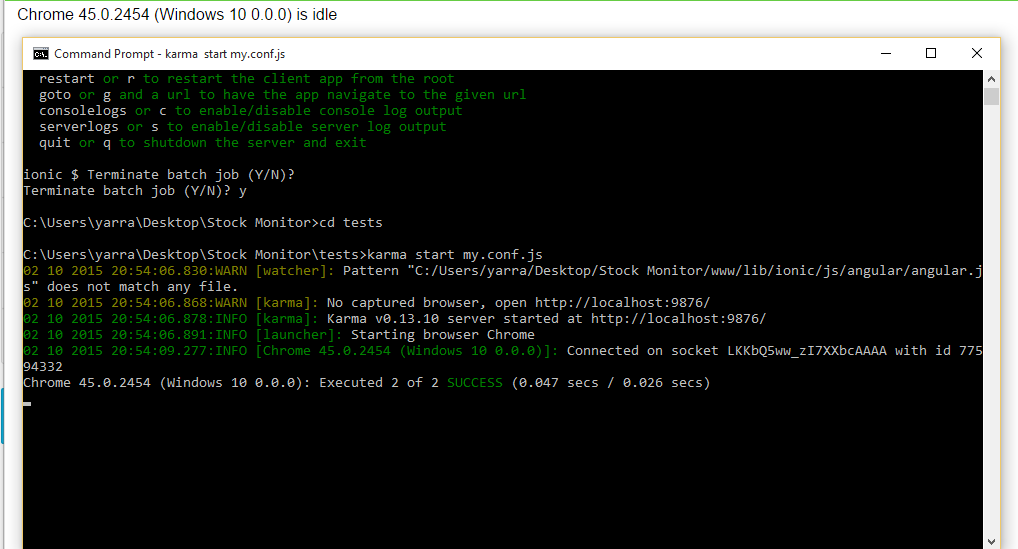 Chrome 45.0.2454 (Windows 10 0.0.0) is idle
Command Prompt - karma start my.conf.js
restart or r to restart the client app from the root
goto or g and a url to have the app navigate to the given url
consolelogs or c to enable/disable console log output
serverlogs or s to enable/disable server log output
quit or q to shutdown the server and exit
ionic $ Terminate batch job (Y/N)?
Terminate batch job (Y/N)? y
C:\Users\yarra\Desktop\Stock Monitor>cd tests
C:\Users\yarra\Desktop\Stock Monitor\tests>karma start my.conf.js
02 10 2015 20:54:06.830:WARN [watcher]: Pattern "C:/Users/yarra/Desktop/Stock Monitor/www/lib/ionic/js/angular/angular.j
s" does not match any file.
02 10 2015 20:54:06.868:WARN [karma]: No captured browser, open http://localhost:9876/
02 10 2015 20:54:06.878:INFO [karma]: Karma v0.13.10 server started at http://localhost:9876/
02 10 2015 20:54:06.891:INFO [launcher]: Starting browser Chrome
02 10 2015 20:54:09.277:INFO [Chrome 45.0.2454 (Windows 10 0.0.0)]: Connected on socket LKKbQ5ww_zI7XXbcAAAA with id 775
94332
Chrome 45.0.2454 (Windows 10 0.0.0): Executed 2 of 2 SUCCESS (0.047 secs / 0.026 secs)